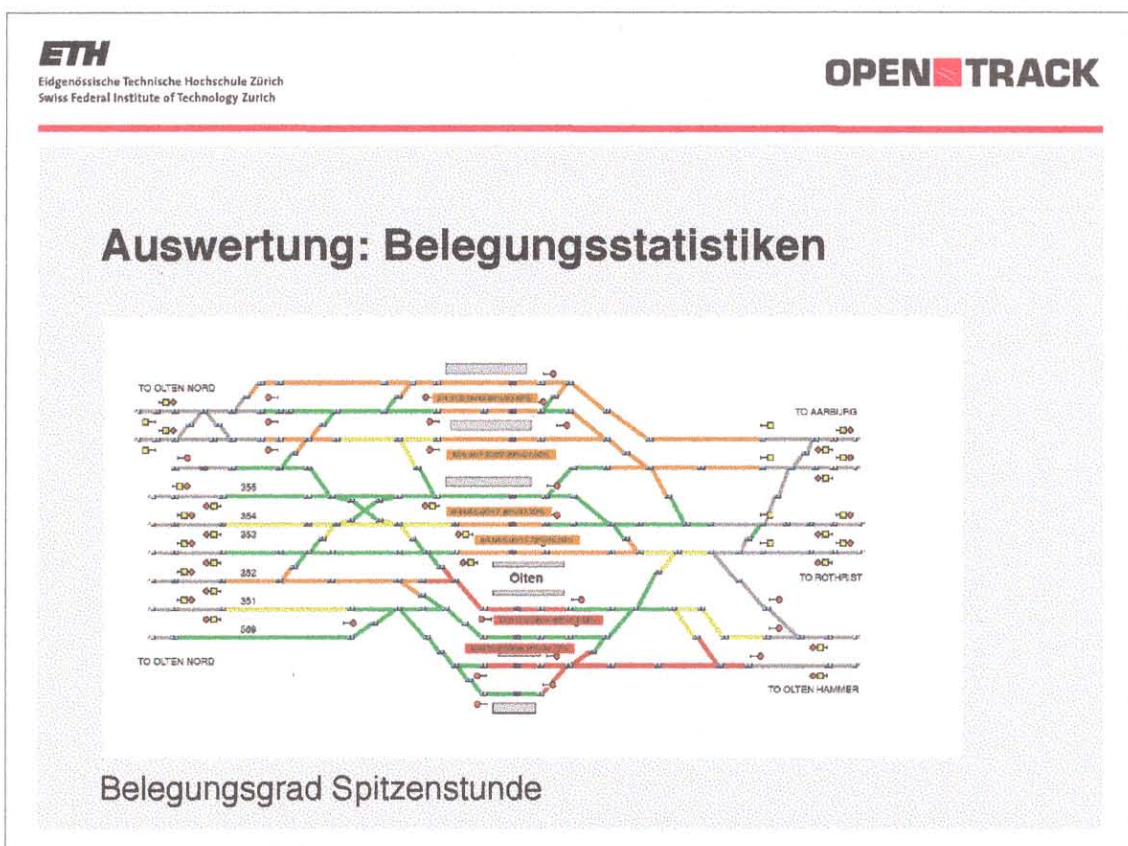 ETH
Eidgenössische Technische Hochschule Zürich
Swiss Federal Institute of Technology Zurich
OPEN TRACK
Auswertung: Belegungsstatistiken
TO OLTEN NORD
TO AARBURG
355
354
353
352
TO ROTHRIST
Olten
351
509
TO OLTEN NORD
TO OLTEN HAMMER
Belegungsgrad Spitzenstunde